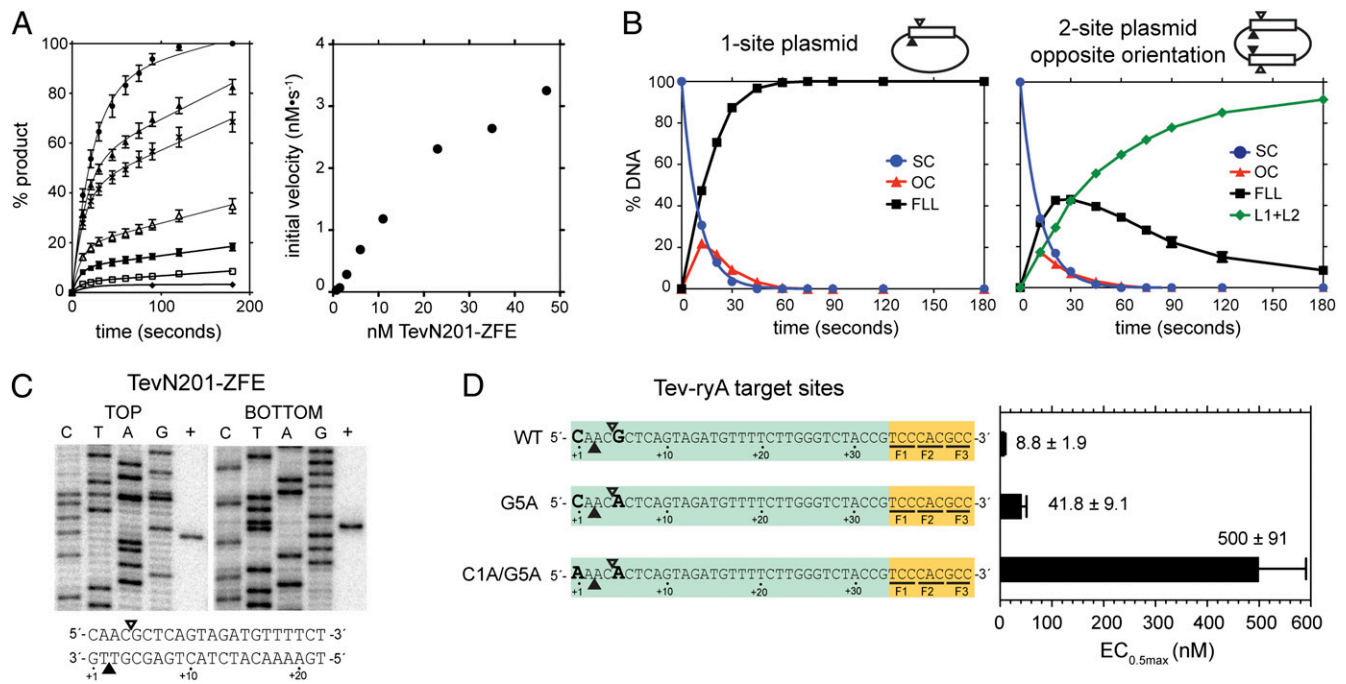 A
% product
100
80
60
40
20
0
0
100
200
time (seconds)
initial velocity (nM•s⁻¹)
4
3
2
1
0
0
10
20
30
40
50
nM TevN201-ZFE
B
1-site plasmid
2-site plasmid
opposite orientation
% DNA
100
80
60
40
20
0
SC
OC
FLL
0 30 60 90 120 150 180
time (seconds)
SC
OC
FLL
L1+L2
0 30 60 90 120 150 180
time (seconds)
C
TevN201-ZFE
TOP
BOTTOM
C T A G +
C T A G +
5´-CAACGCTCAGTAGATGTTTTCT-3´
3´-GTTGCGAGTCATCTACAAAAGT-5´
+1 +10 +20
D
Tev-ryA target sites
WT 5´-CAACGCTCAGTAGATGTTTTCTTGGGTCTACCGTCCCACGCC-3´
+1 +10 +20 +30 F1 F2 F3
G5A 5´-CAACACTCAGTAGATGTTTTCTTGGGTCTACCGTCCCACGCC-3´
+1 +10 +20 +30 F1 F2 F3
C1A/G5A 5´-AAACACTCAGTAGATGTTTTCTTGGGTCTACCGTCCCACGCC-3´
+1 +10 +20 +30 F1 F2 F3
8.8 ± 1.9
41.8 ± 9.1
500 ± 91
0 100 200 300 400 500 600
EC0.5max (nM)